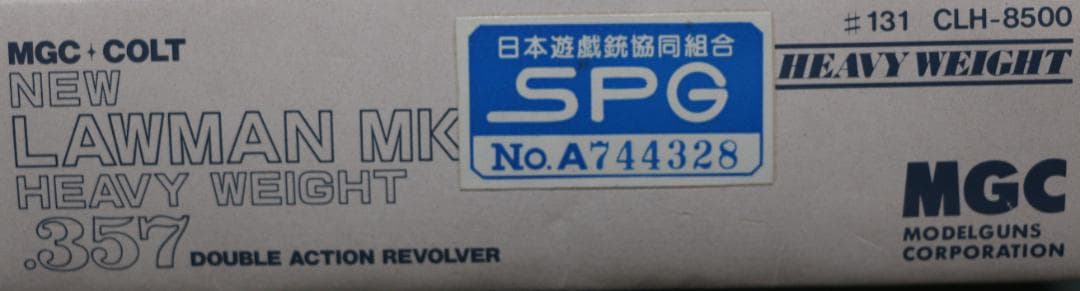 MGC+COLT
NEW
LAWMAN MK
HEAVY WEIGHT
.357 DOUBLE ACTION REVOLVER
日本遊戯銃協同組合
SPG
No.A744328
#131 CLH-8500
HEAVY WEIGHT
MGC
MODELGUNS
CORPORATION